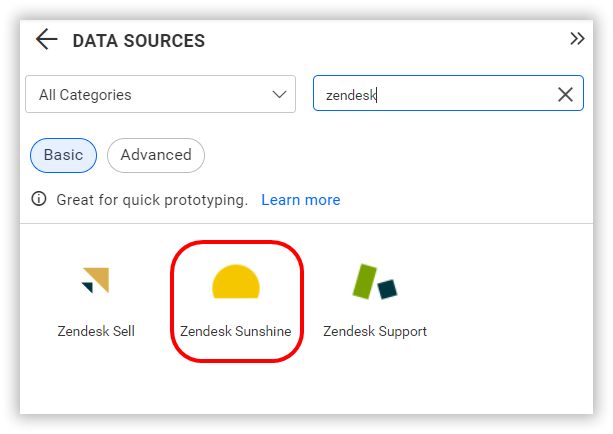 DATA SOURCES
All Categories
zendesk
Basic
Advanced
Great for quick prototyping. Learn more
Zendesk Sell
Zendesk Sunshine
Zendesk Support